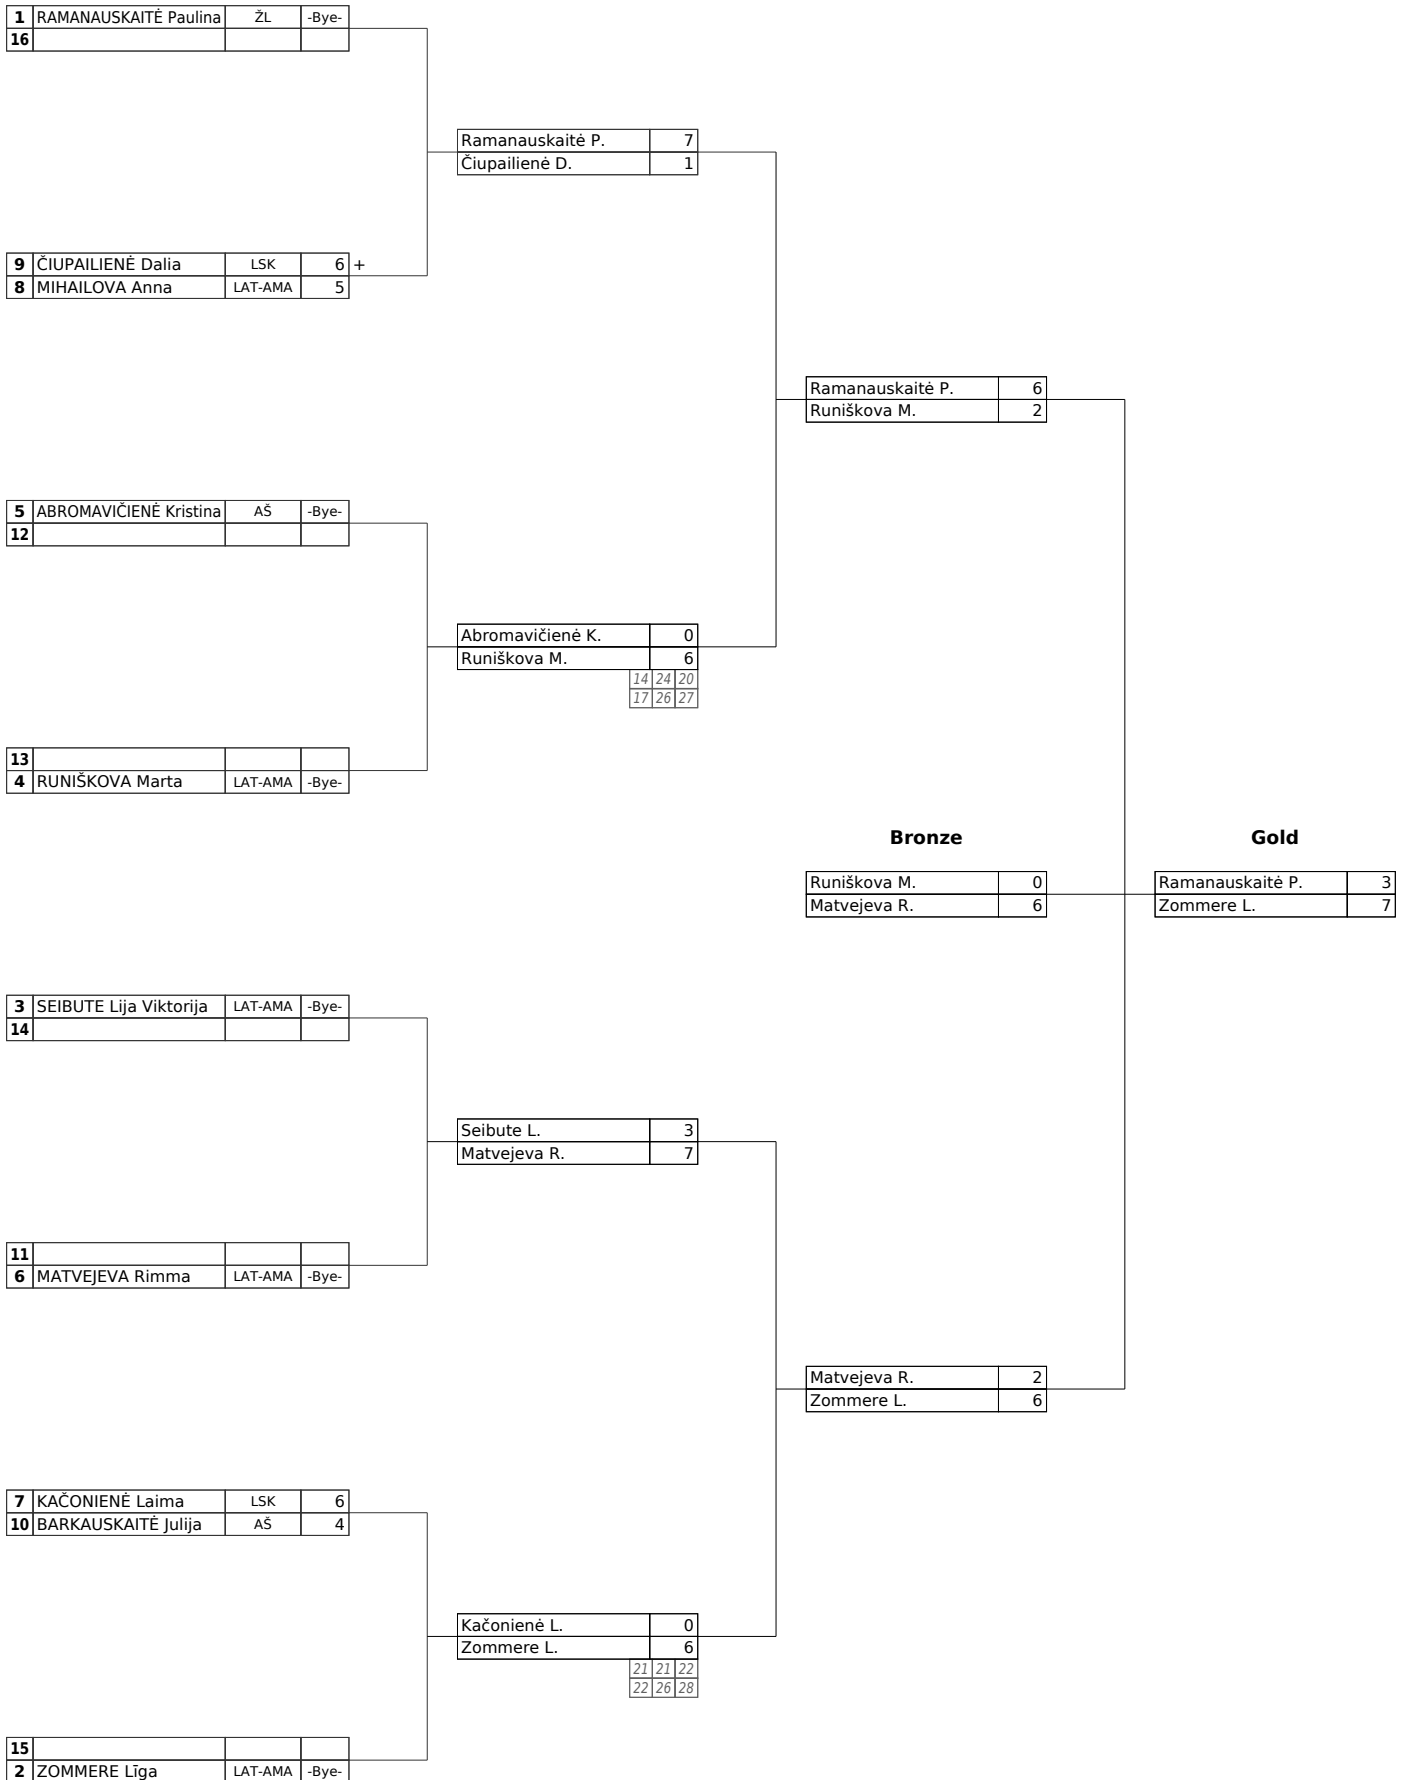 1 RAMANAUSKAITĖ Paulina ŽL -Bye-
16
Ramanauskaitė P. 7
Čiupailienė D. 1
9 ČIUPAILIENĖ Dalia LSK 6 +
8 MIHAILOVA Anna LAT-AMA 5
Ramanauskaitė P. 6
Runiškova M. 2
5 ABROMAVIČIENĖ Kristina AŠ -Bye-
12
Abromavičienė K. 0
Runiškova M. 6
14 24 20
17 26 27
13
4 RUNIŠKOVA Marta LAT-AMA -Bye-
Bronze Gold
Runiškova M. 0 Ramanauskaitė P. 3
Matvejeva R. 6 Zommere L. 7
3 SEIBUTE Lija Viktorija LAT-AMA -Bye-
14
Seibute L. 3
Matvejeva R. 7
11
6 MATVEJEVA Rimma LAT-AMA -Bye-
Matvejeva R. 2
Zommere L. 6
7 KAČONIENĖ Laima LSK 6
10 BARKAUSKAITĖ Julija AŠ 4
Kačonienė L. 0
Zommere L. 6
21 21 22
22 26 28
15
2 ZOMMERE Līga LAT-AMA -Bye-